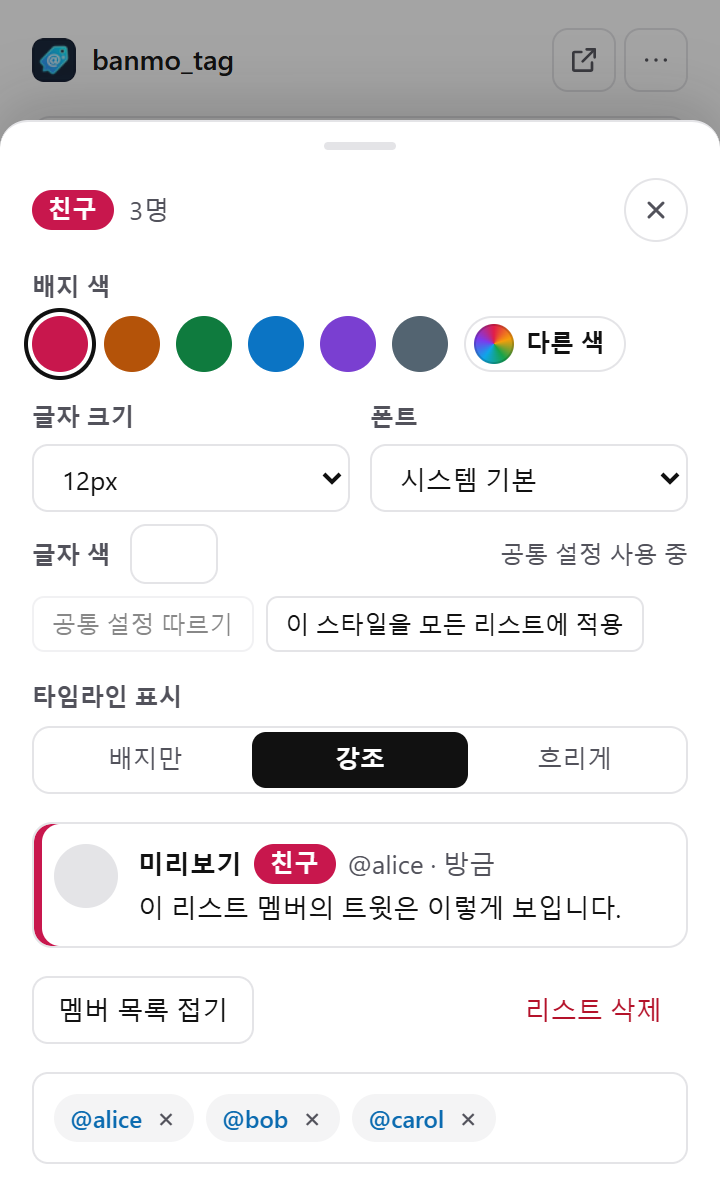 banmo_tag
친구 3명
배지 색
다른 색
글자 크기 폰트
12px 시스템 기본
글자 색 공통 설정 사용 중
공통 설정 따르기 이 스타일을 모든 리스트에 적용
타임라인 표시
배지만 강조 흐리게
미리보기 친구 @alice · 방금
이 리스트 멤버의 트윗은 이렇게 보입니다.
멤버 목록 접기 리스트 삭제
@alice × @bob × @carol ×